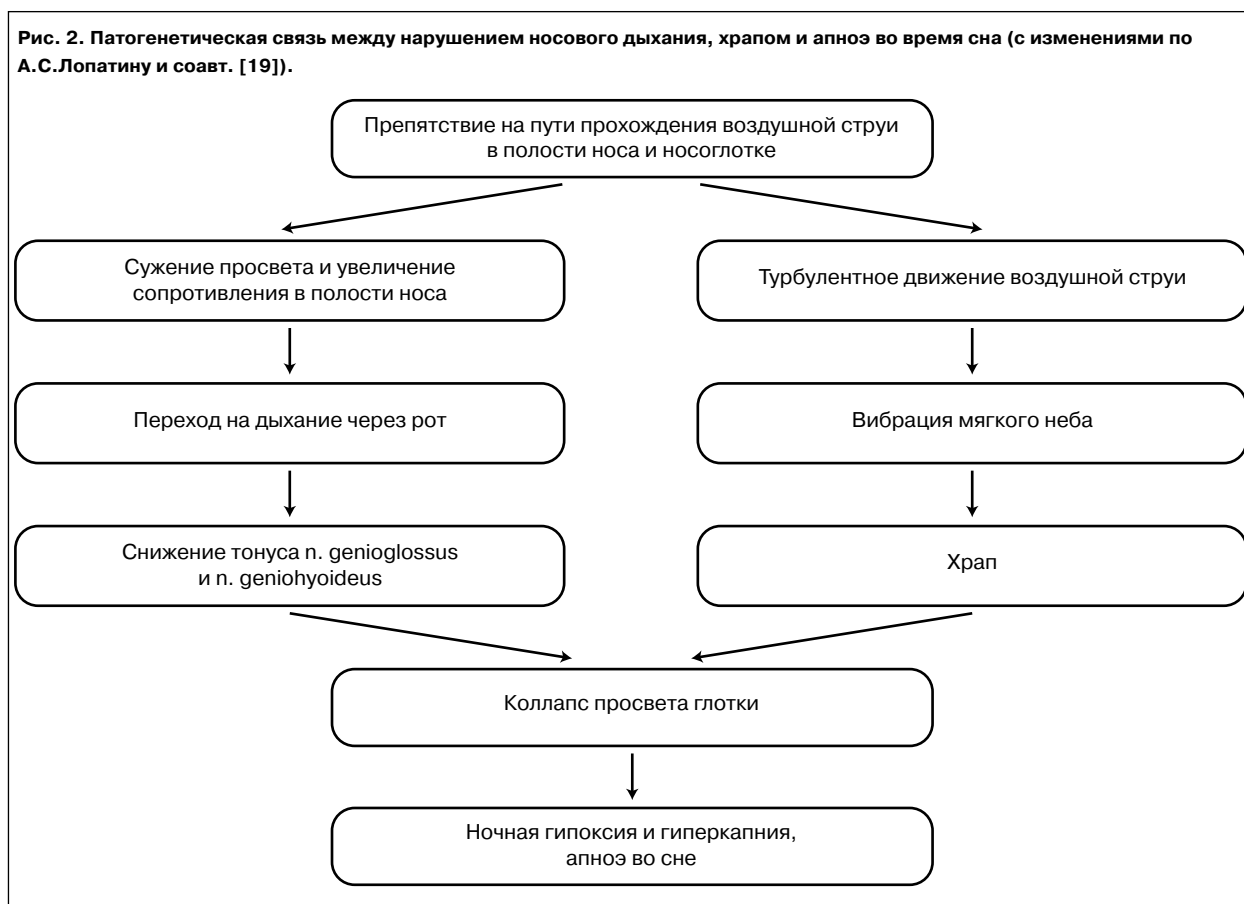 Рис. 2. Патогенетическая связь между нарушением носового дыхания, храпом и апноэ во время сна (с изменениями по
А.С.Лопатину и соавт. [19]).
Препятствие на пути прохождения воздушной струи
в полости носа и носоглотке
Сужение просвета и увеличение
сопротивления в полости носа
Турбулентное движение воздушной струи
Переход на дыхание через рот
Вибрация мягкого неба
Снижение тонуса n. genioglossus
и n. geniohyoideus
Храп
Коллапс просвета глотки
Ночная гипоксия и гиперкапния,
апноэ во сне